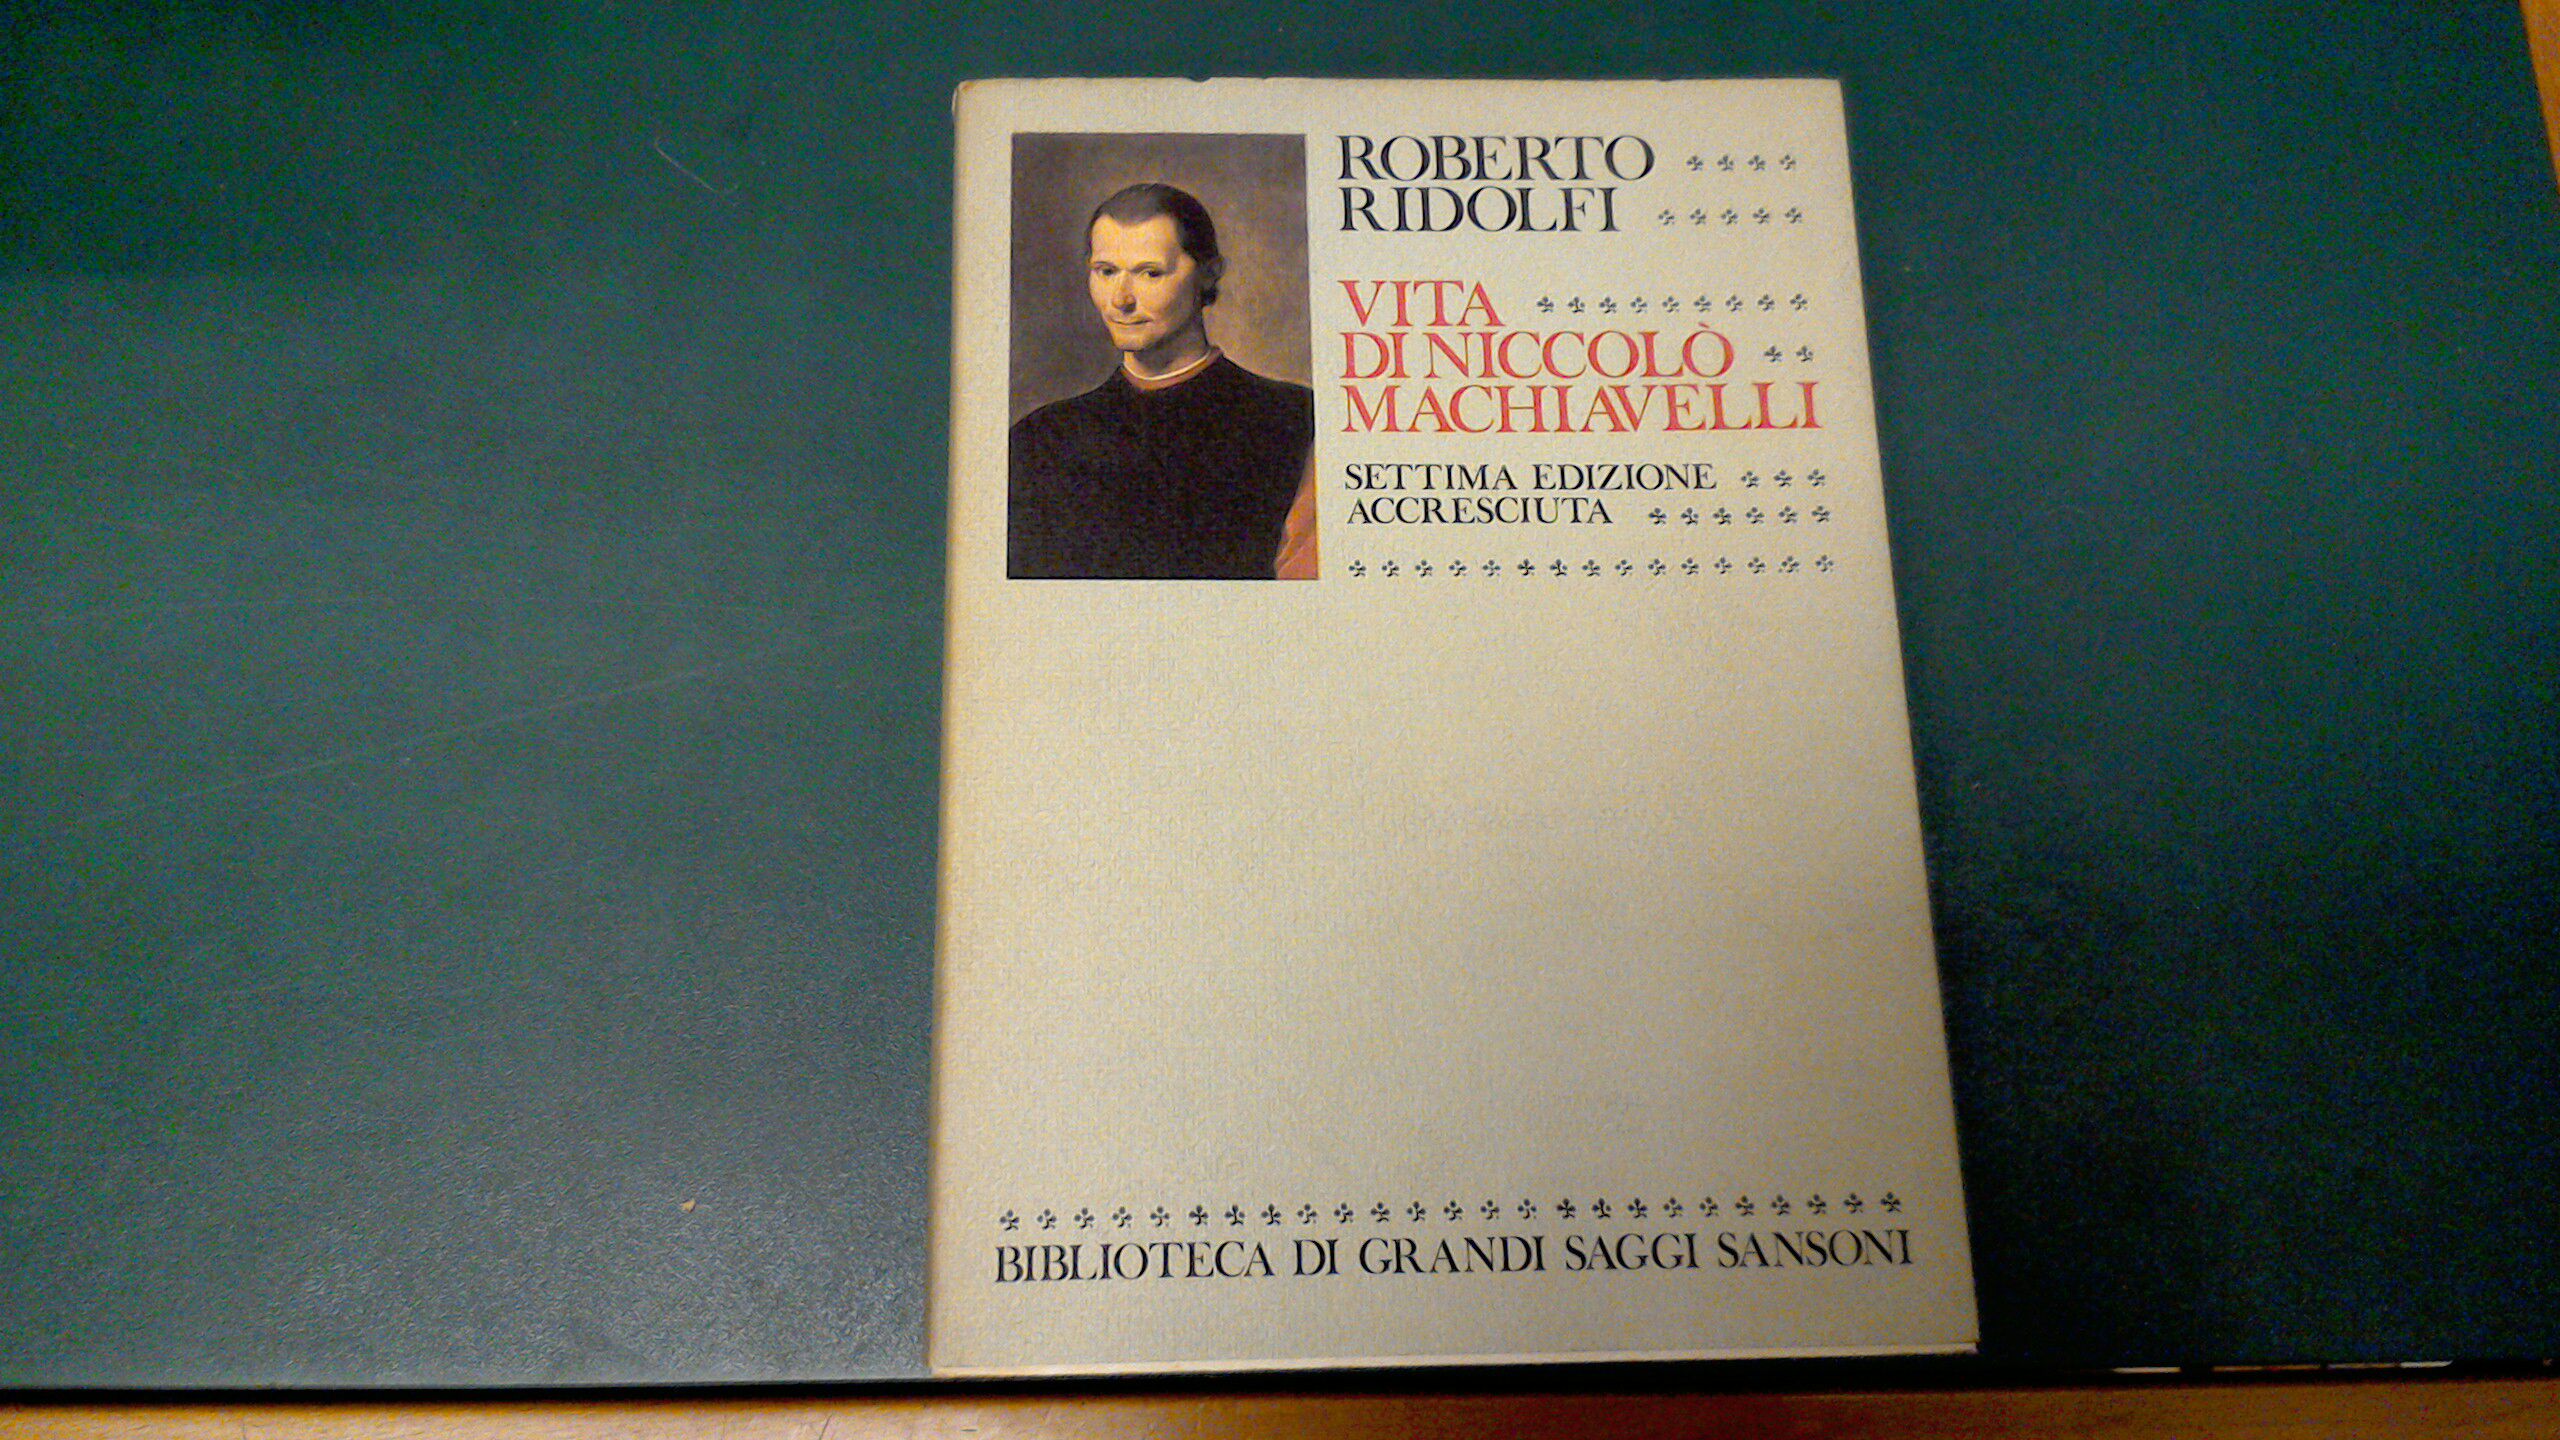 ROBERTO
RIDOLFI
VITA
DI NICCOLÒ
MACHIAVELLI
SETTIMA EDIZIONE
ACCRESCIUTA
BIBLIOTECA DI GRANDI SAGGI SANSONI